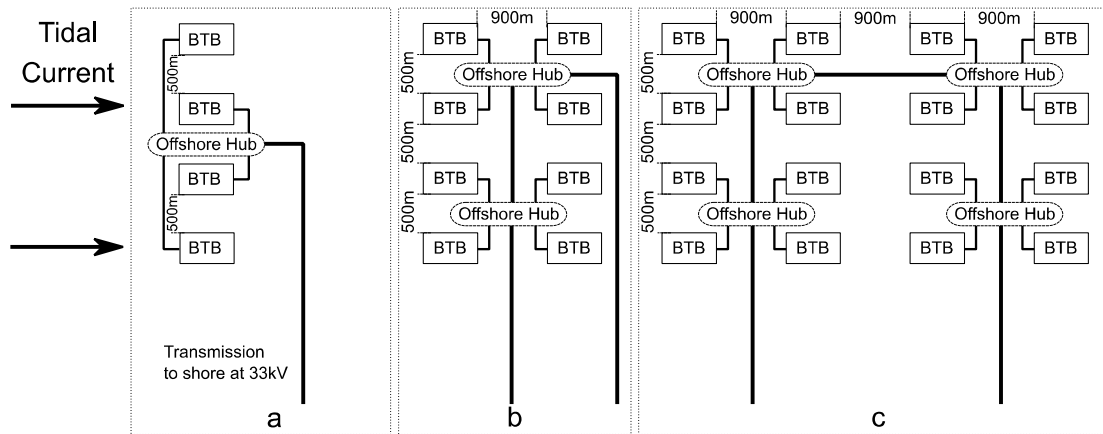 Tidal
Current
BTB
500m
BTB
Offshore Hub
BTB
500m
BTB
Transmission
to shore at 33kV
a
900m
BTB BTB
Offshore Hub
500m
BTB BTB
500m
BTB BTB
Offshore Hub
500m
BTB BTB
b
900m 900m 900m
BTB BTB BTB BTB
Offshore Hub Offshore Hub
500m
BTB BTB BTB BTB
500m
BTB BTB BTB BTB
Offshore Hub Offshore Hub
500m
BTB BTB BTB BTB
c